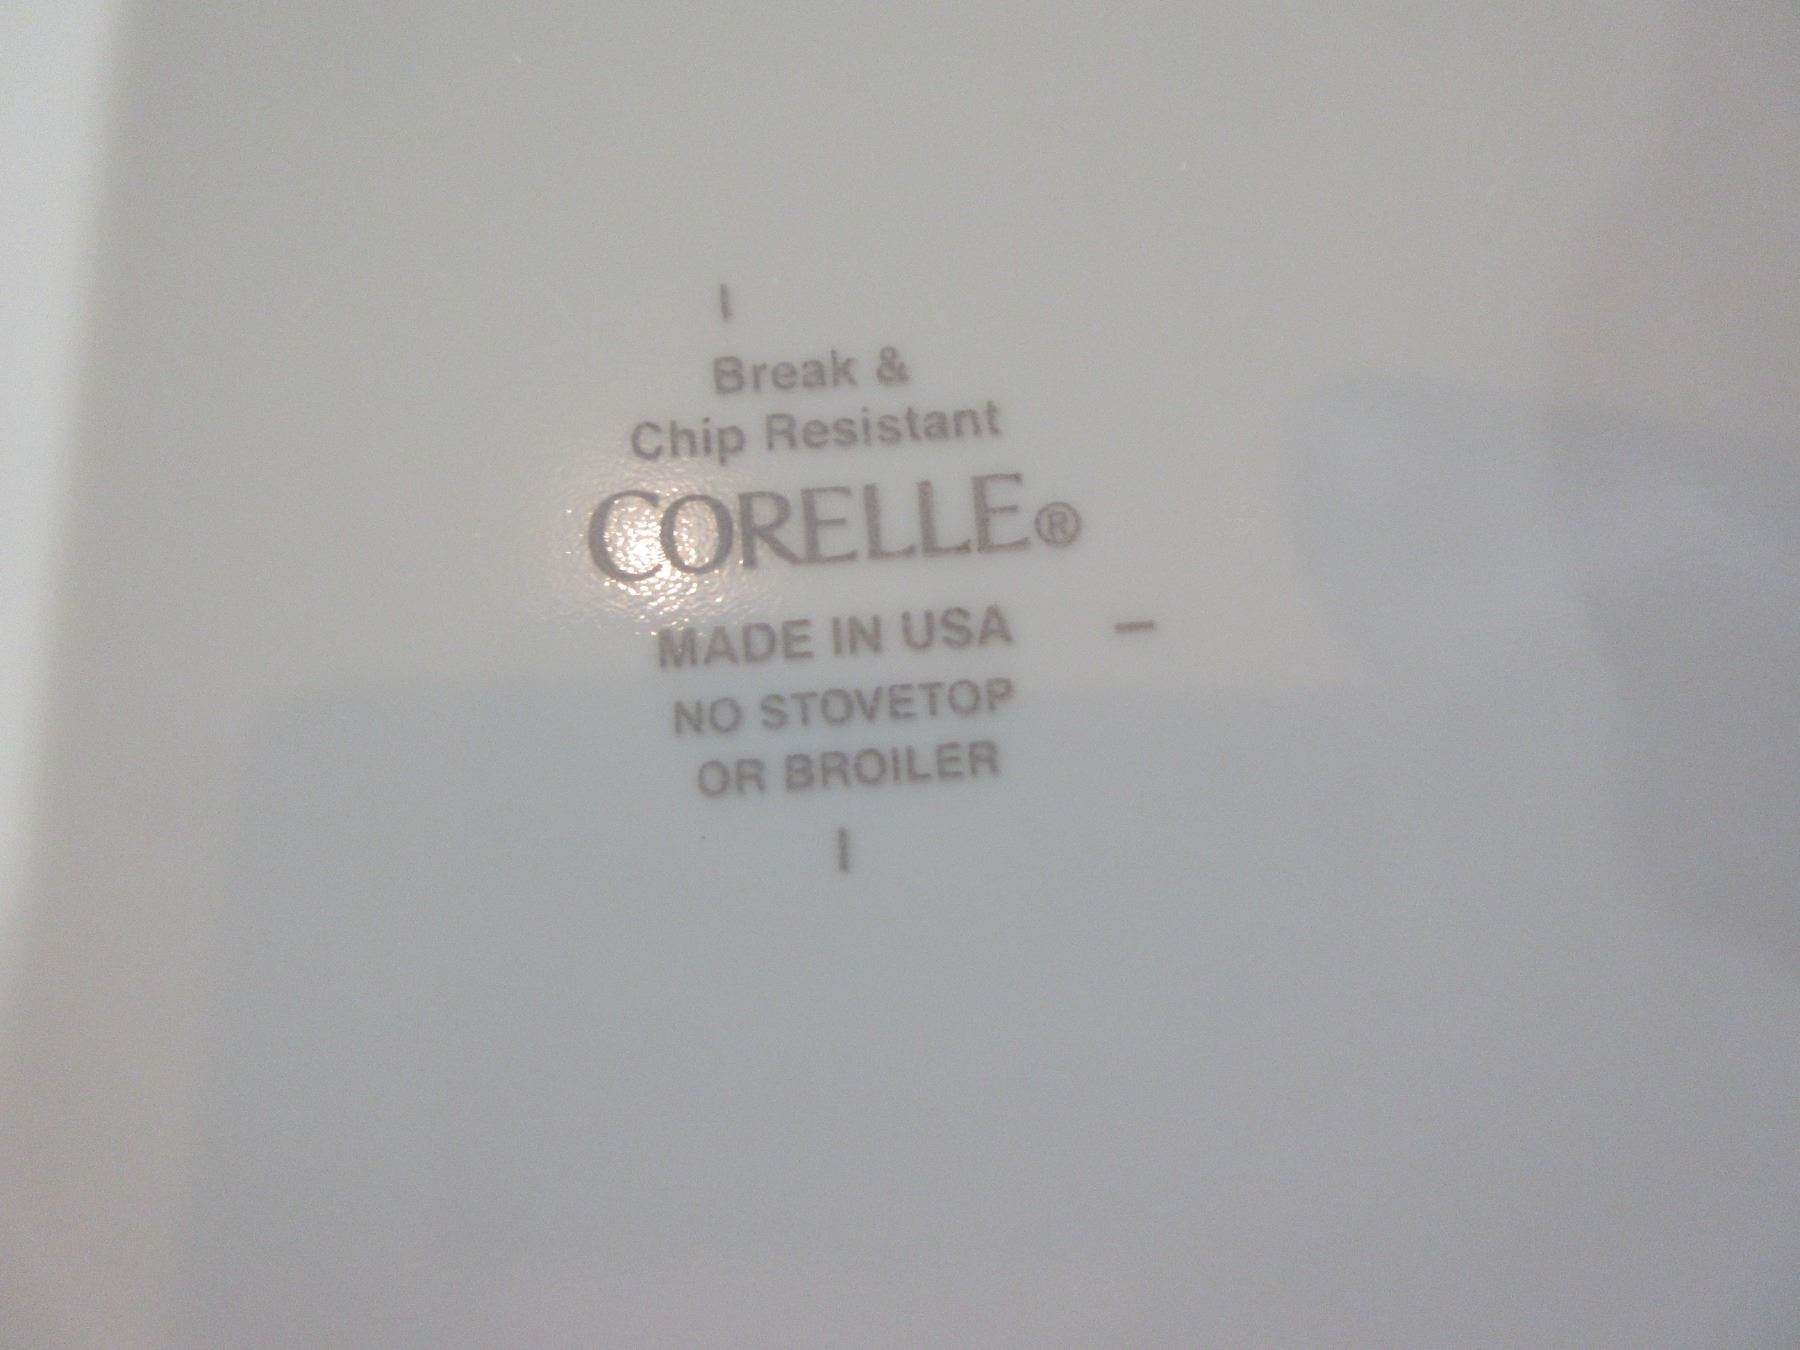 Break &
Chip Resistant
CORELLE®
MADE IN USA
NO STOVETOP
OR BROILER